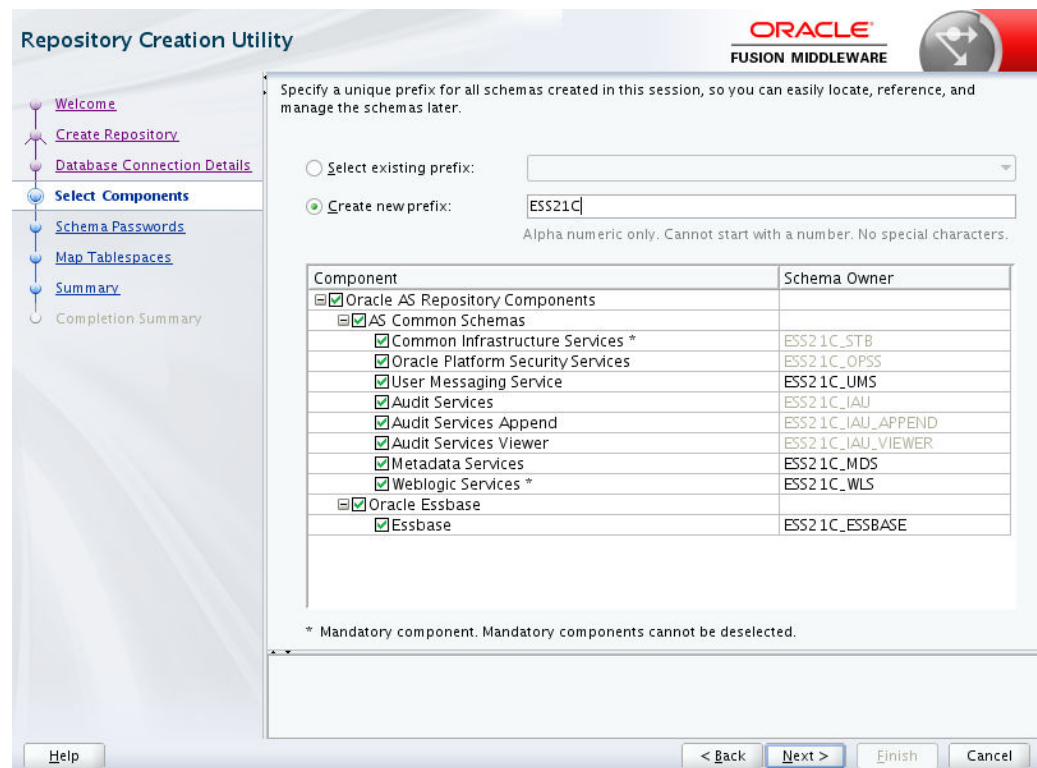 Repository Creation Utility
ORACLE
FUSION MIDDLEWARE
Welcome
Create Repository
Database Connection Details
Select Components
Schema Passwords
Map Tablespaces
Summary
Completion Summary
Specify a unique prefix for all schemas created in this session, so you can easily locate, reference, and
manage the schemas later.
Select existing prefix:
Create new prefix: ESS21C
Alpha numeric only. Cannot start with a number. No special characters.
Component Schema Owner
Oracle AS Repository Components
AS Common Schemas
Common Infrastructure Services * ESS21C_STB
Oracle Platform Security Services ESS21C_OPSS
User Messaging Service ESS21C_UMS
Audit Services ESS21C_IAU
Audit Services Append ESS21C_IAU_APPEND
Audit Services Viewer ESS21C_IAU_VIEWER
Metadata Services ESS21C_MDS
Weblogic Services * ESS21C_WLS
Oracle Essbase
Essbase ESS21C_ESSBASE
* Mandatory component. Mandatory components cannot be deselected.
Help < Back Next > Finish Cancel